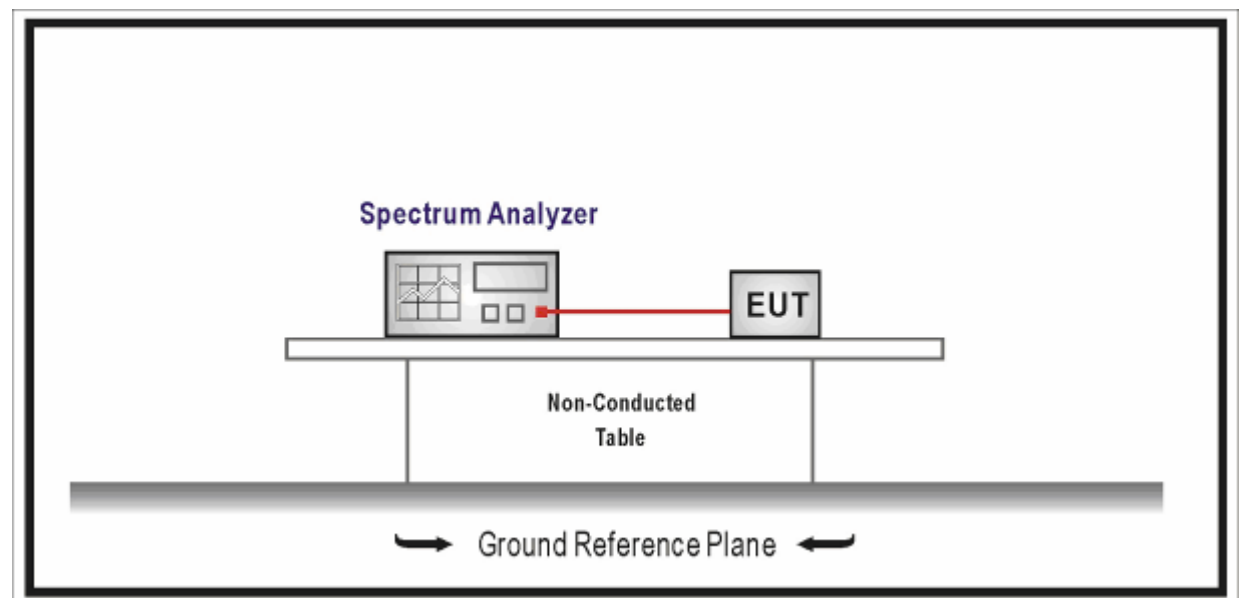 Spectrum Analyzer
EUT
Non-Conducted
Table
Ground Reference Plane